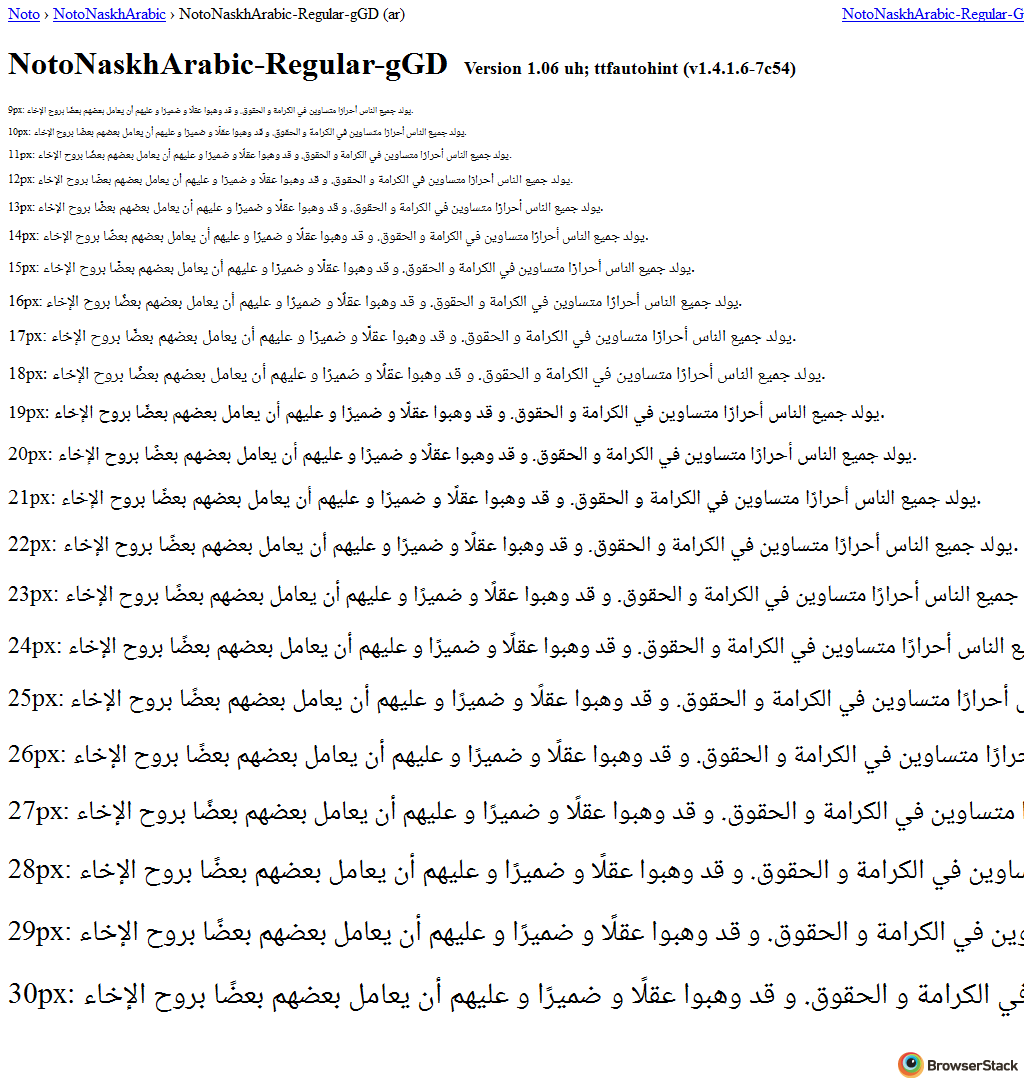 Noto › NotoNaskhArabic › NotoNaskhArabic-Regular-gGD (ar) NotoNaskhArabic-Regular-G
NotoNaskhArabic-Regular-gGD Version 1.06 uh; ttfautohint (v1.4.1.6-7c54)
9px: يولد جميع الناس أحرارًا متساوين في الكرامة و الحقوق. و قد وهبوا عقلًا و ضميرًا و عليهم أن يعامل بعضهم بعضًا بروح الإخاء.
10px: يولد جميع الناس أحرارًا متساوين في الكرامة و الحقوق. و قد وهبوا عقلًا و ضميرًا و عليهم أن يعامل بعضهم بعضًا بروح الإخاء.
11px: يولد جميع الناس أحرارًا متساوين في الكرامة و الحقوق. و قد وهبوا عقلًا و ضميرًا و عليهم أن يعامل بعضهم بعضًا بروح الإخاء.
12px: يولد جميع الناس أحرارًا متساوين في الكرامة و الحقوق. و قد وهبوا عقلًا و ضميرًا و عليهم أن يعامل بعضهم بعضًا بروح الإخاء.
13px: يولد جميع الناس أحرارًا متساوين في الكرامة و الحقوق. و قد وهبوا عقلًا و ضميرًا و عليهم أن يعامل بعضهم بعضًا بروح الإخاء.
14px: يولد جميع الناس أحرارًا متساوين في الكرامة و الحقوق. و قد وهبوا عقلًا و ضميرًا و عليهم أن يعامل بعضهم بعضًا بروح الإخاء.
15px: يولد جميع الناس أحرارًا متساوين في الكرامة و الحقوق. و قد وهبوا عقلًا و ضميرًا و عليهم أن يعامل بعضهم بعضًا بروح الإخاء.
16px: يولد جميع الناس أحرارًا متساوين في الكرامة و الحقوق. و قد وهبوا عقلًا و ضميرًا و عليهم أن يعامل بعضهم بعضًا بروح الإخاء.
17px: يولد جميع الناس أحرارًا متساوين في الكرامة و الحقوق. و قد وهبوا عقلًا و ضميرًا و عليهم أن يعامل بعضهم بعضًا بروح الإخاء.
18px: يولد جميع الناس أحرارًا متساوين في الكرامة و الحقوق. و قد وهبوا عقلًا و ضميرًا و عليهم أن يعامل بعضهم بعضًا بروح الإخاء.
19px: يولد جميع الناس أحرارًا متساوين في الكرامة و الحقوق. و قد وهبوا عقلًا و ضميرًا و عليهم أن يعامل بعضهم بعضًا بروح الإخاء.
20px: يولد جميع الناس أحرارًا متساوين في الكرامة و الحقوق. و قد وهبوا عقلًا و ضميرًا و عليهم أن يعامل بعضهم بعضًا بروح الإخاء.
21px: يولد جميع الناس أحرارًا متساوين في الكرامة و الحقوق. و قد وهبوا عقلًا و ضميرًا و عليهم أن يعامل بعضهم بعضًا بروح الإخاء.
22px: يولد جميع الناس أحرارًا متساوين في الكرامة و الحقوق. و قد وهبوا عقلًا و ضميرًا و عليهم أن يعامل بعضهم بعضًا بروح الإخاء.
23px: جميع الناس أحرارًا متساوين في الكرامة و الحقوق. و قد وهبوا عقلًا و ضميرًا و عليهم أن يعامل بعضهم بعضًا بروح الإخاء
24px: الناس أحرارًا متساوين في الكرامة و الحقوق. و قد وهبوا عقلًا و ضميرًا و عليهم أن يعامل بعضهم بعضًا بروح الإخاء
25px: أحرارًا متساوين في الكرامة و الحقوق. و قد وهبوا عقلًا و ضميرًا و عليهم أن يعامل بعضهم بعضًا بروح الإخاء
26px: متساوين في الكرامة و الحقوق. و قد وهبوا عقلًا و ضميرًا و عليهم أن يعامل بعضهم بعضًا بروح الإخاء
27px: متساوين في الكرامة و الحقوق. و قد وهبوا عقلًا و ضميرًا و عليهم أن يعامل بعضهم بعضًا بروح الإخاء
28px: في الكرامة و الحقوق. و قد وهبوا عقلًا و ضميرًا و عليهم أن يعامل بعضهم بعضًا بروح الإخاء
29px: في الكرامة و الحقوق. و قد وهبوا عقلًا و ضميرًا و عليهم أن يعامل بعضهم بعضًا بروح الإخاء
30px: في الكرامة و الحقوق. و قد وهبوا عقلًا و ضميرًا و عليهم أن يعامل بعضهم بعضًا بروح الإخاء
BrowserStack